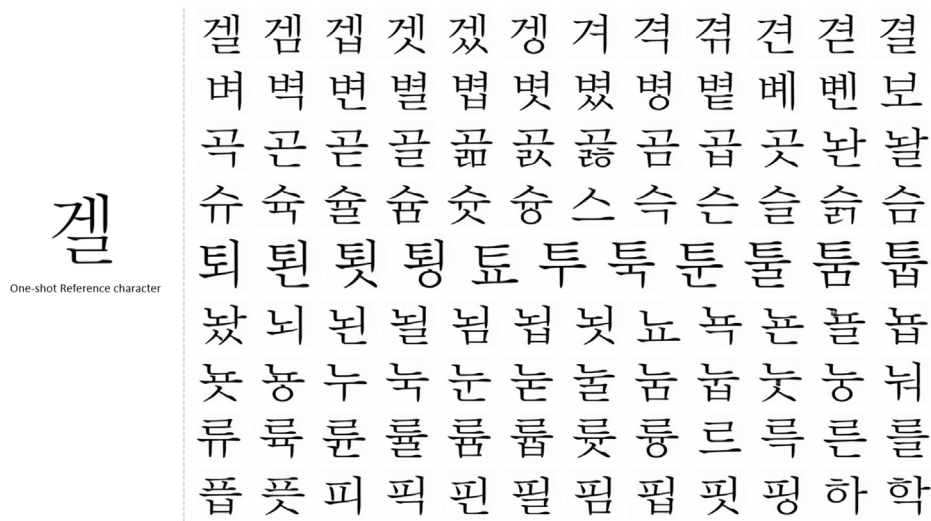 겔
One-shot Reference character
겔 겜 겝 겟 겠 겡 겨 격 겪 견 겯 결
벼 벽 변 별 볍 볏 볐 병 볕 볘 볜 보
곡 곤 곧 골 곪 곬 곯 곰 곱 곳 놘 놜
슈 슉 슐 슘 슛 슝 스 슥 슨 슬 슭 슴
퇴 퇸 툇 툉 툐 투 툭 툰 툴 툼 툽
놨 뇌 뇐 뇔 뇜 뇝 뇟 뇨 뇩 뇬 뇰 뇹
뇻 뇽 누 눅 눈 눋 눌 눔 눕 눗 눙 눠
류 륙 륜 률 륨 륩 륫 륭 르 륵 른 를
픕 픗 피 픽 핀 필 핌 핍 핏 핑 하 학